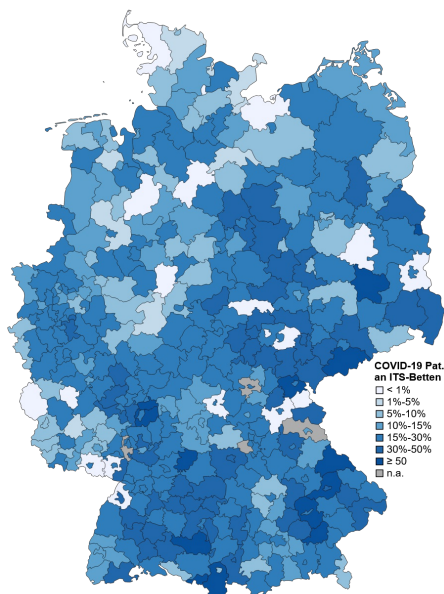 COVID-19 Pat.
an ITS-Betten
< 1%
1%-5%
5%-10%
10%-15%
15%-30%
30%-50%
≥ 50
n.a.